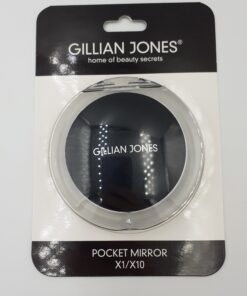 GILLIAN JONES®
home of beauty secrets
GILLIAN JONES
POCKET MIRROR
X1/X10